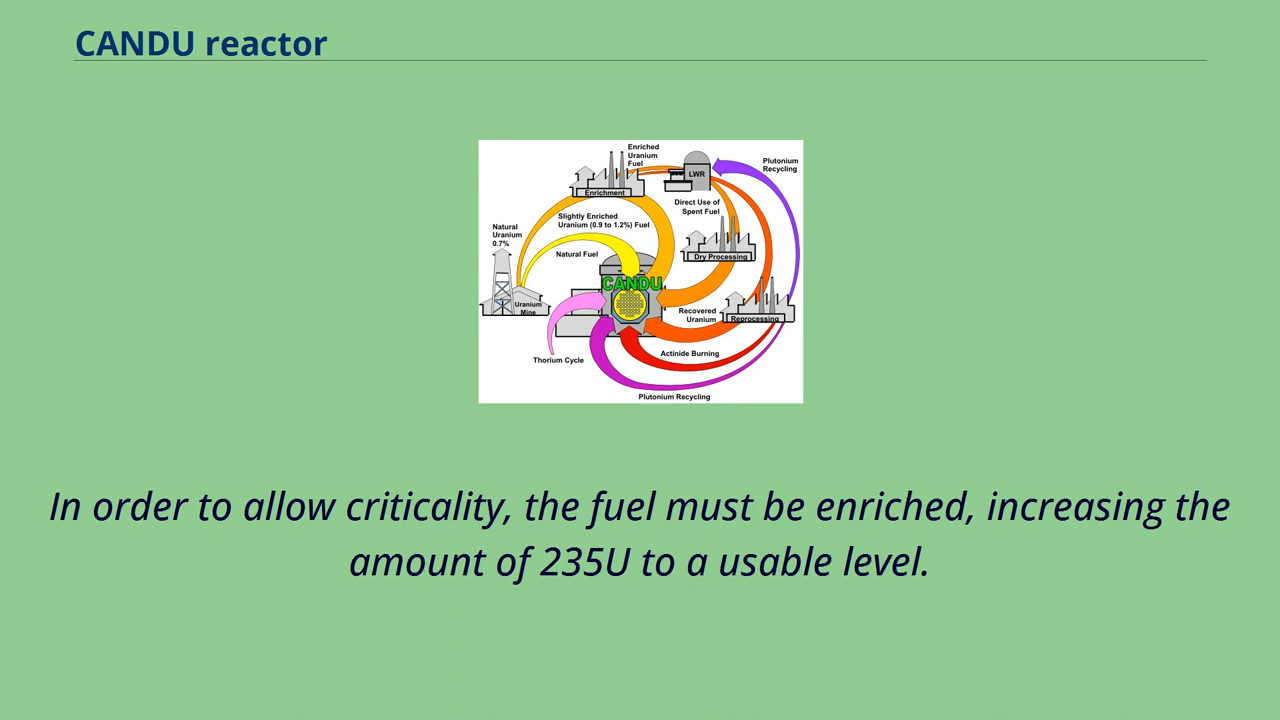 CANDU reactor
Enriched
Uranium
Fuel
LWR
Plutonium
Recycling
Enrichment
Direct Use of
Spent Fuel
Slightly Enriched
Uranium (0.9 to 1.2%) Fuel
Natural
Uranium
0.7%
Natural Fuel
Dry Processing
CANDU
Uranium
Mine
Recovered
Uranium
Reprocessing
Actinide Burning
Thorium Cycle
Plutonium Recycling
In order to allow criticality, the fuel must be enriched, increasing the
amount of 235U to a usable level.